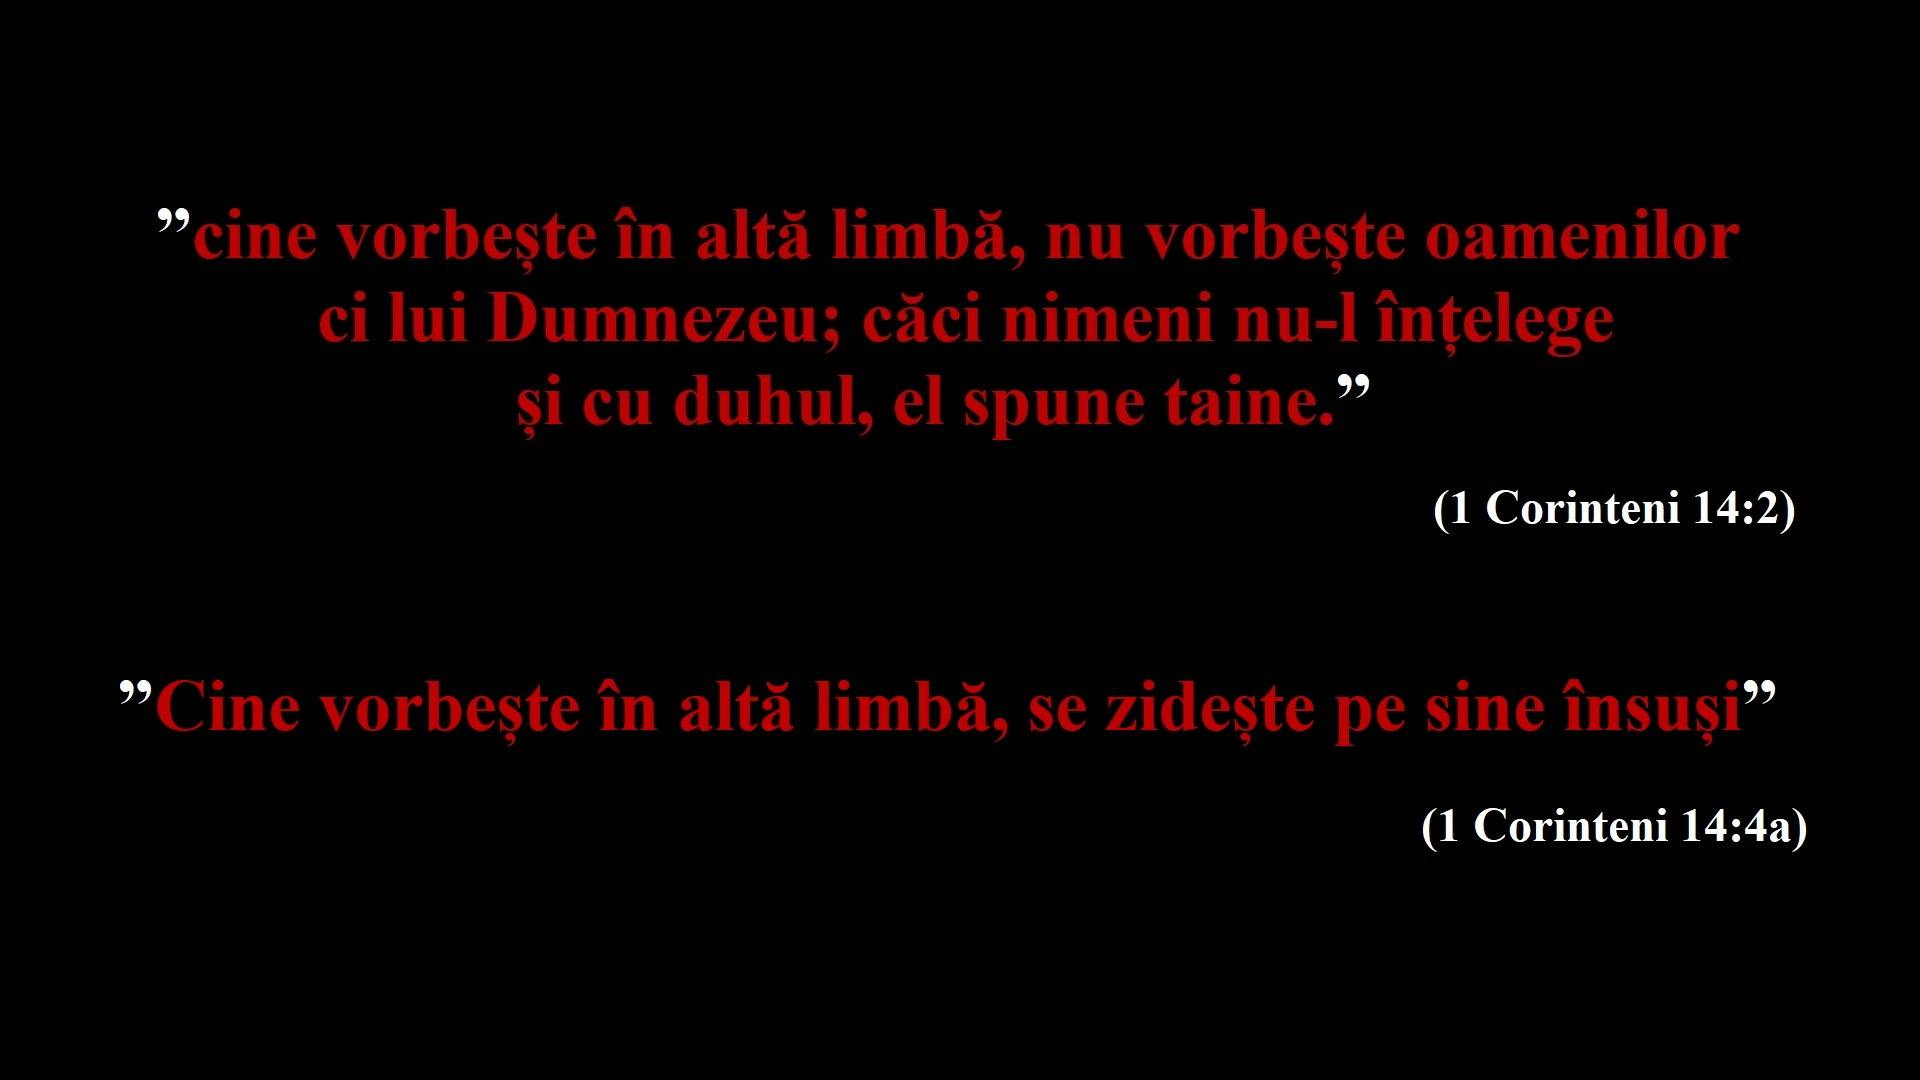 ”cine vorbește în altă limbă, nu vorbește oamenilor
ci lui Dumnezeu; căci nimeni nu-l înțelege
și cu duhul, el spune taine.”
(1 Corinteni 14:2)
”Cine vorbește în altă limbă, se zidește pe sine însuși”
(1 Corinteni 14:4a)